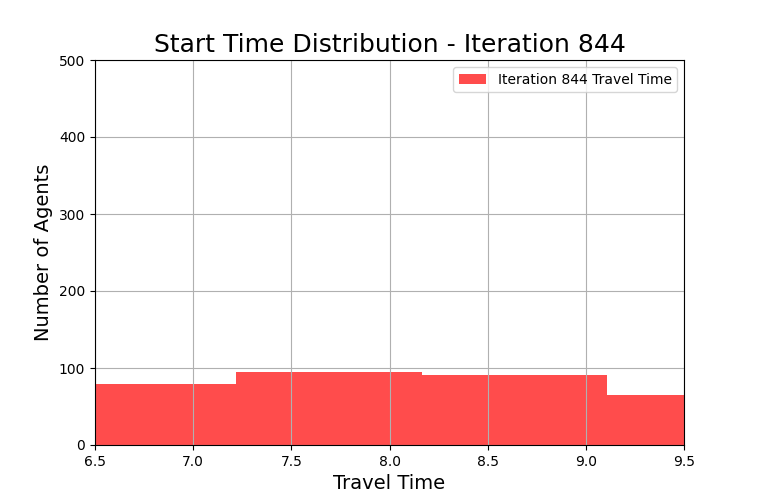 Start Time Distribution - Iteration 844
500
400
300
200
100
0
Number of Agents
Iteration 844 Travel Time
6.5 7.0 7.5 8.0 8.5 9.0 9.5
Travel Time